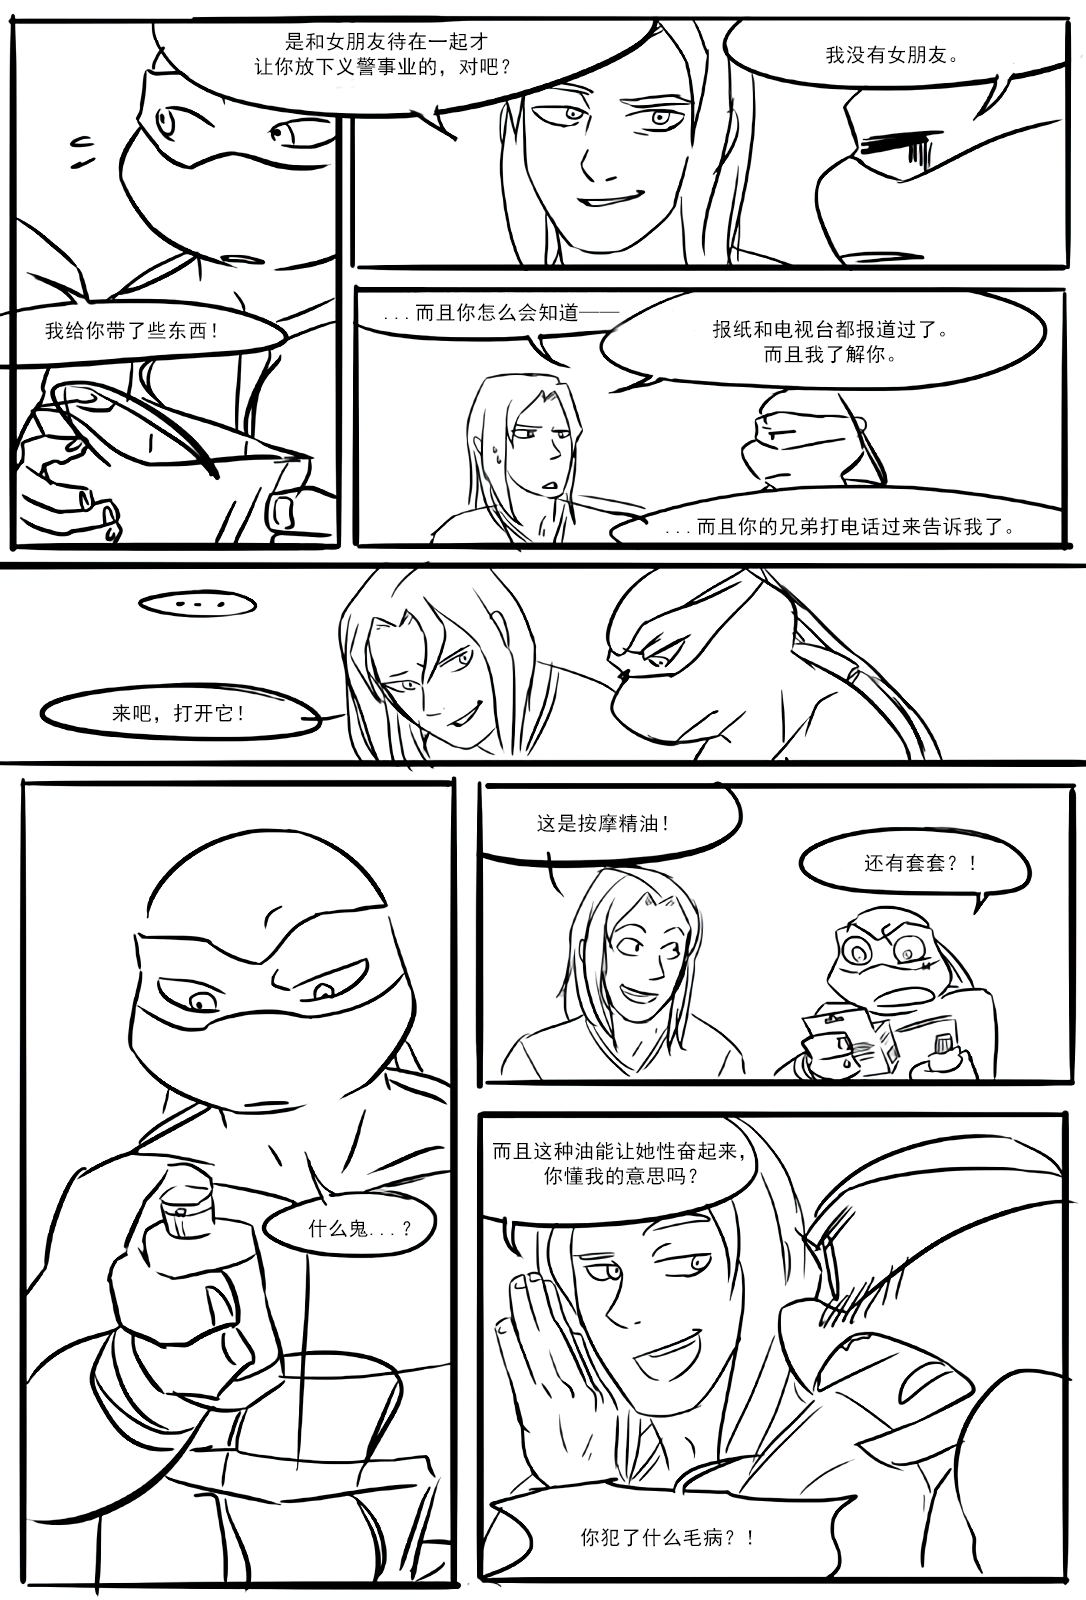 是和女朋友待在一起才
让你放下义警事业的，对吧？
我没有女朋友。
我给你带了些东西！
...而且你怎么会知道——
报纸和电视台都报道过了。
而且我了解你。
...而且你的兄弟打电话过来告诉我了。
...
来吧，打开它！
什么鬼...？
这是按摩精油！
还有套套？！
而且这种油能让她性奋起来，
你懂我的意思吗？
你犯了什么毛病？！